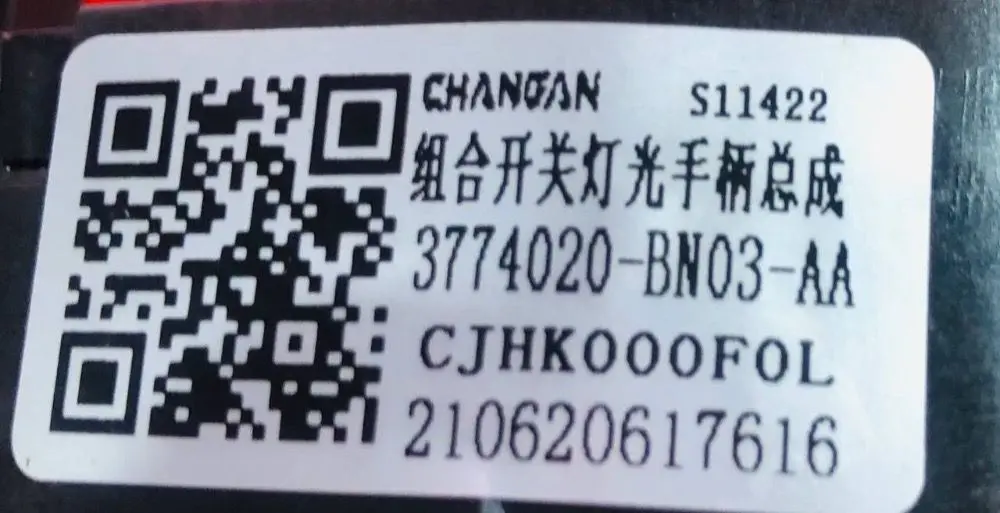 CHANGAN S11422
组合开关灯光手柄总成
3774020-BN03-AA
CJHK000F0L
210620617616